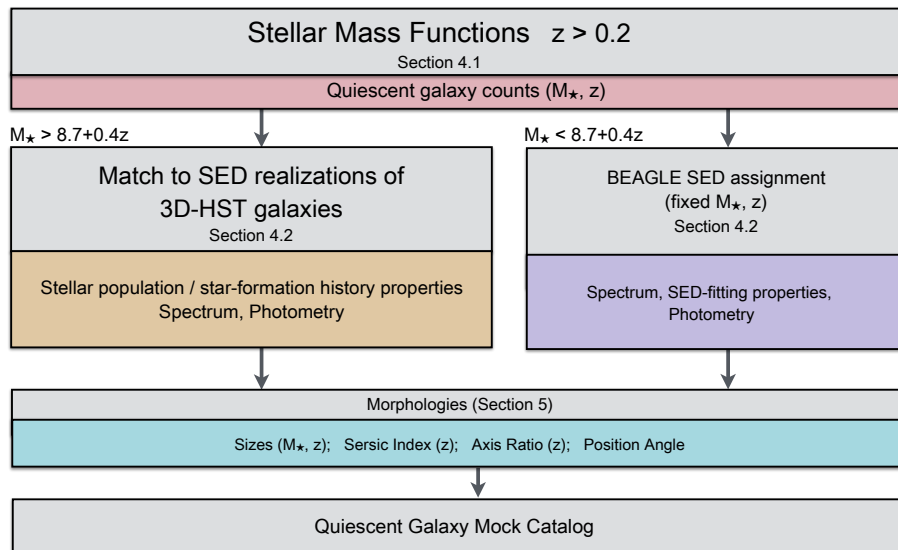 Stellar Mass Functions z > 0.2
Section 4.1
Quiescent galaxy counts (M★, z)
M★ > 8.7+0.4z
Match to SED realizations of
3D-HST galaxies
Section 4.2
Stellar population / star-formation history properties
Spectrum, Photometry
M★ < 8.7+0.4z
BEAGLE SED assignment
(fixed M★, z)
Section 4.2
Spectrum, SED-fitting properties,
Photometry
Morphologies (Section 5)
Sizes (M★, z); Sersic Index (z); Axis Ratio (z); Position Angle
Quiescent Galaxy Mock Catalog